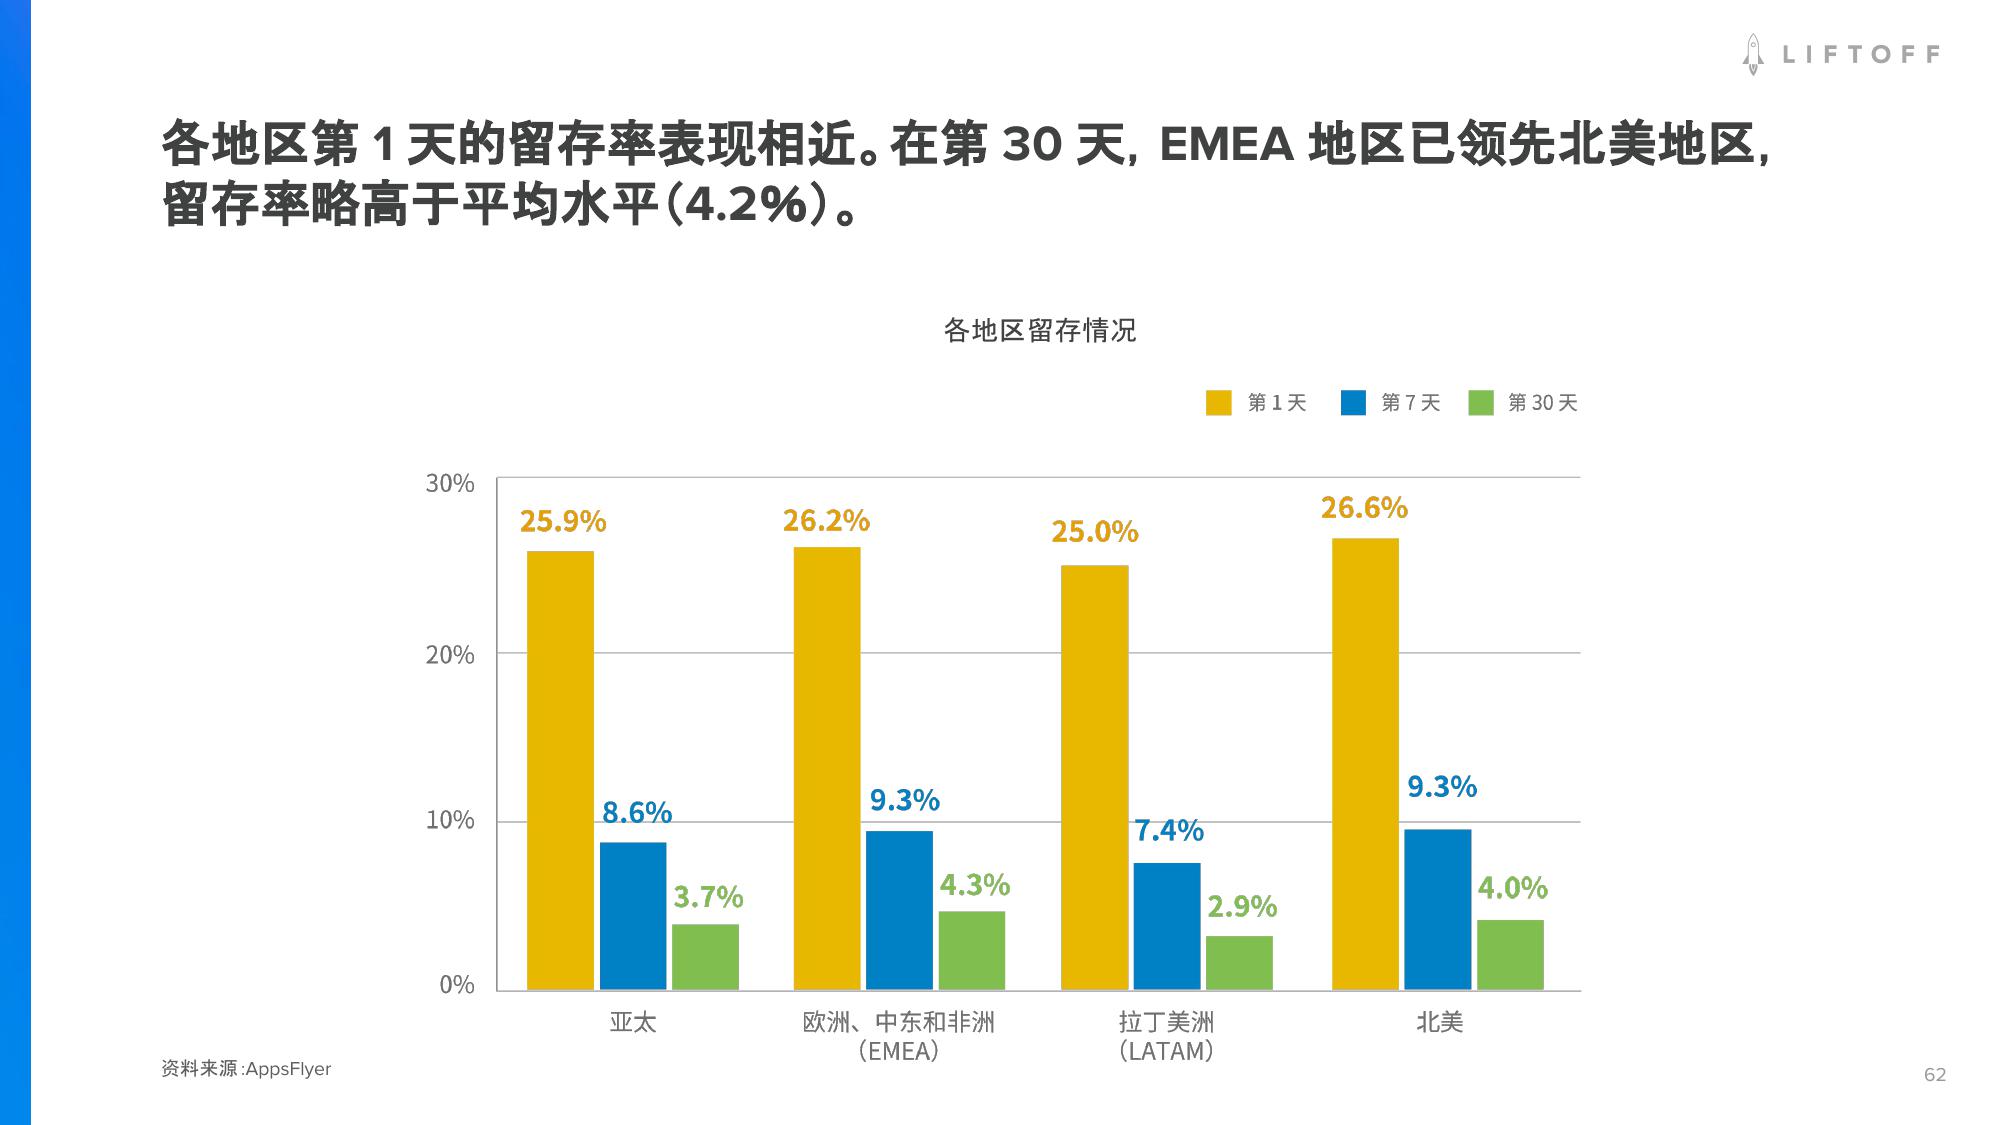 LIFTOFF
各地区第 1 天的留存率表现相近。在第 30 天, EMEA 地区已领先北美地区,
留存率略高于平均水平(4.2%)。
各地区留存情况
第 1 天 第 7 天 第 30 天
30%
20%
10%
0%
25.9% 8.6% 3.7%
26.2% 9.3% 4.3%
25.0% 7.4% 2.9%
26.6% 9.3% 4.0%
亚太
欧洲、中东和非洲
(EMEA)
拉丁美洲
(LATAM)
北美
资料来源:AppsFlyer
62